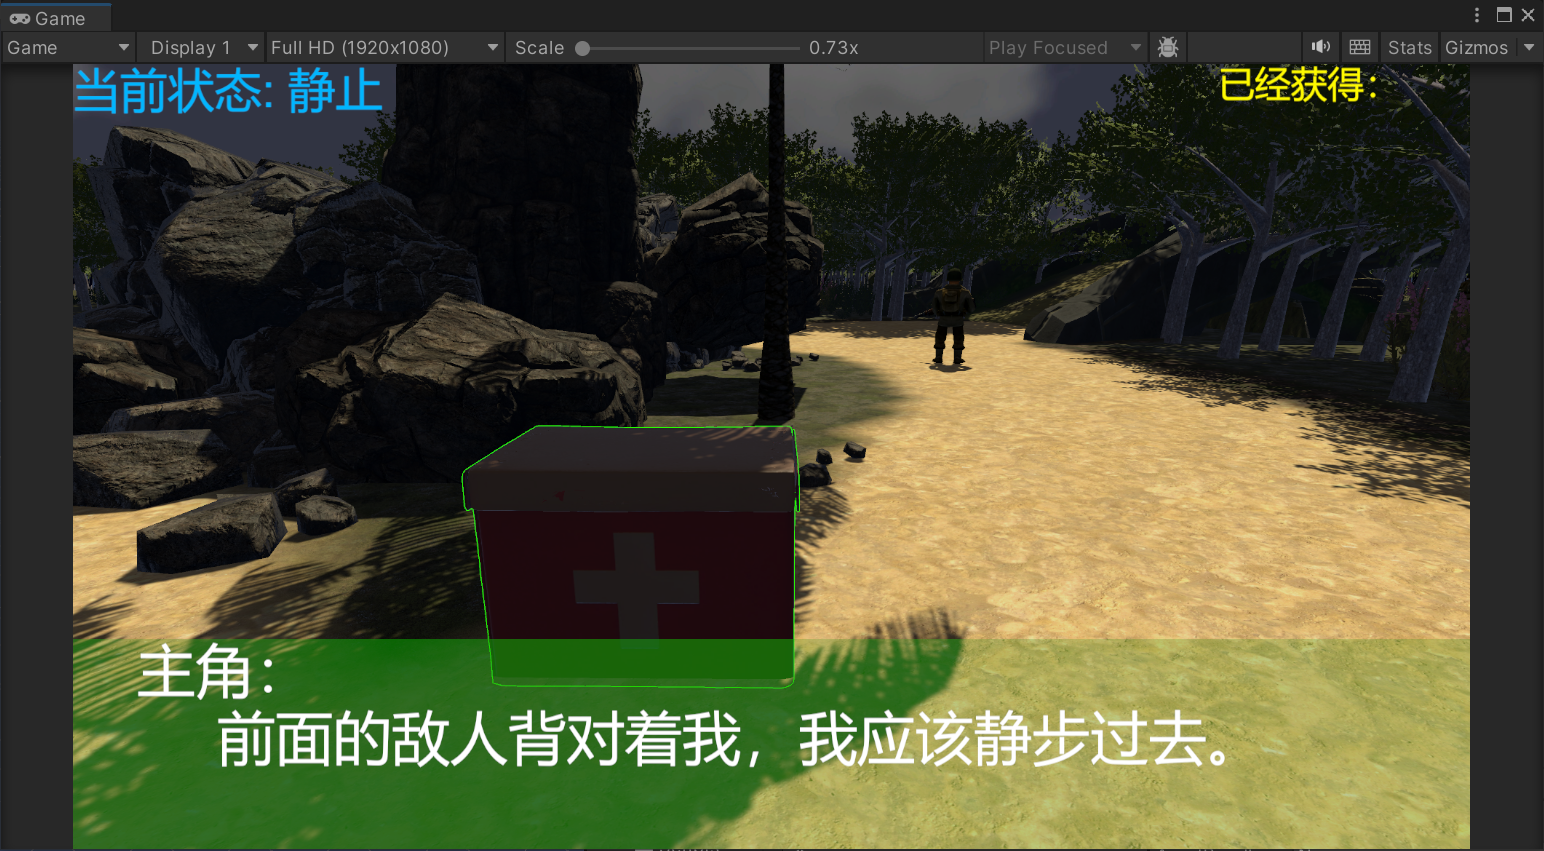 Game
Game Display 1 Full HD (1920x1080) Scale 0.73x Play Focused Stats Gizmos
当前状态: 静止
已经获得:
主角:
前面的敌人背对着我，我应该静步过去。